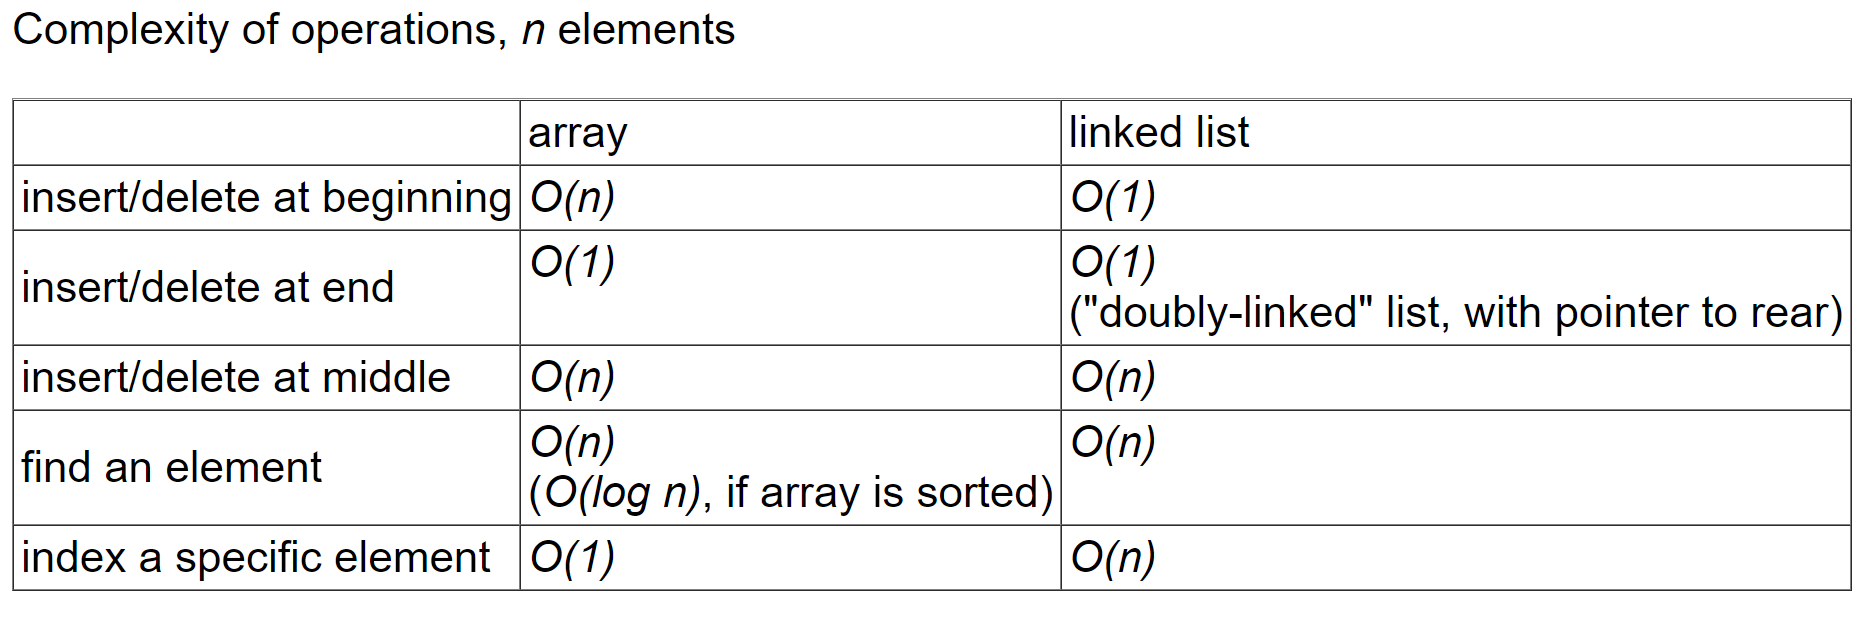 Complexity of operations, n elements
array
linked list
insert/delete at beginning
O(n)
O(1)
insert/delete at end
O(1)
O(1)
("doubly-linked" list, with pointer to rear)
insert/delete at middle
O(n)
O(n)
find an element
O(n)
(O(log n), if array is sorted)
O(n)
index a specific element
O(1)
O(n)